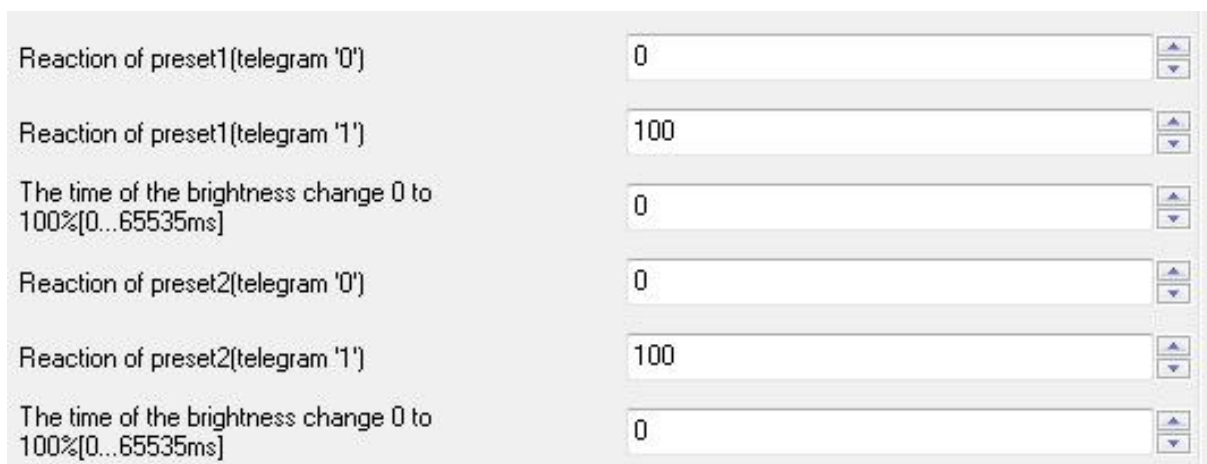 Reaction of preset1(telegram '0')
0
Reaction of preset1(telegram '1')
100
The time of the brightness change 0 to
100%[0...65535ms]
0
Reaction of preset2(telegram '0')
0
Reaction of preset2(telegram '1')
100
The time of the brightness change 0 to
100%[0...65535ms]
0